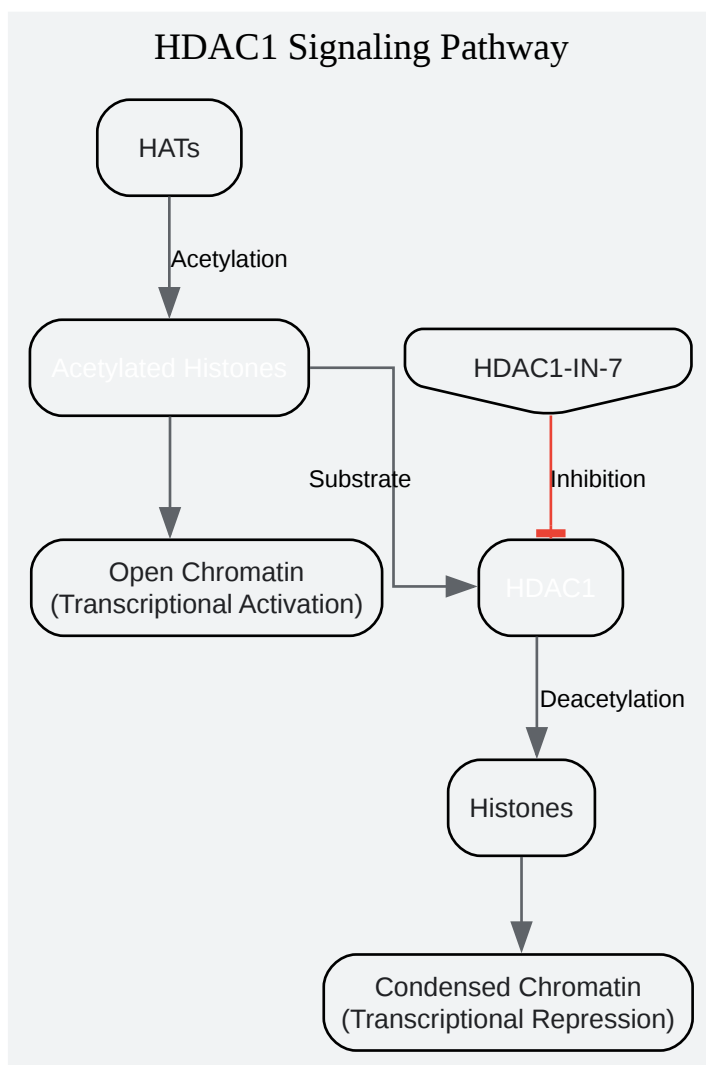 HDAC1 Signaling Pathway
HATs
Acetylation
Acetylated Histones
HDAC1-IN-7
Substrate
Inhibition
Open Chromatin
(Transcriptional Activation)
HDAC1
Deacetylation
Histones
Condensed Chromatin
(Transcriptional Repression)